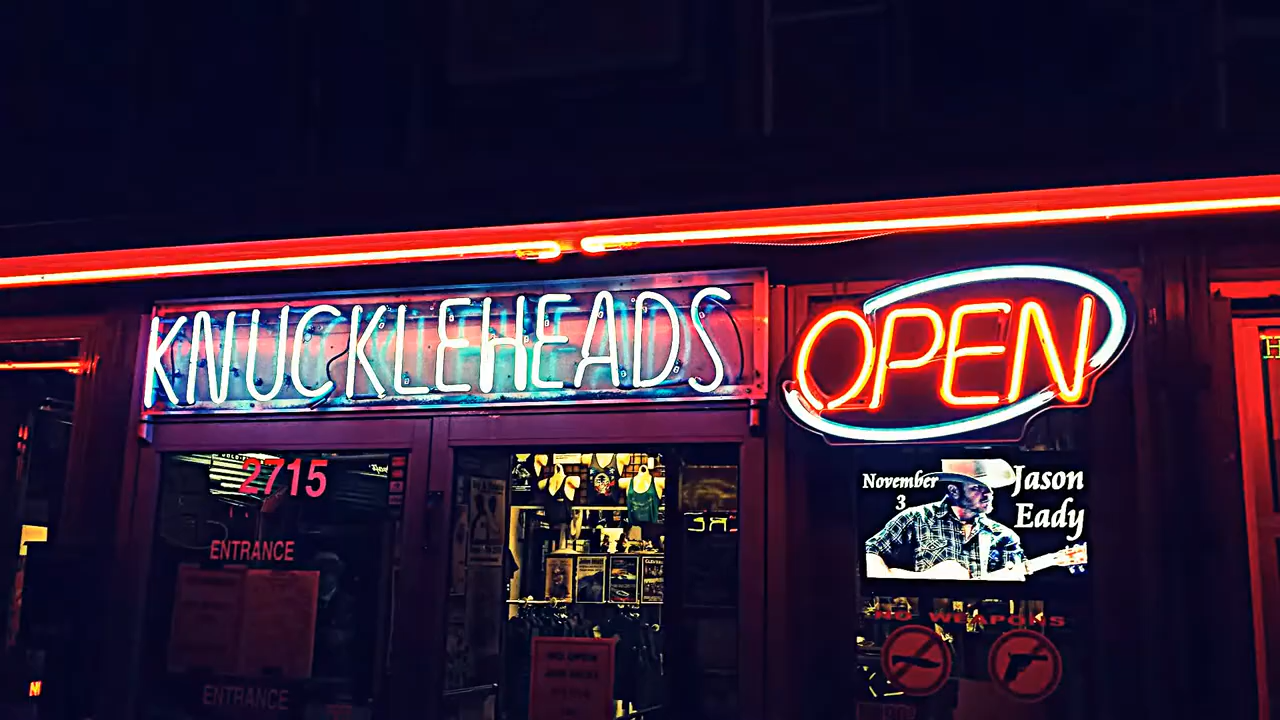 KNUCKLEHEADS
OPEN
2715
ENTRANCE
ENTRANCE
November
3
Jason
Eady
NO WEAPONS